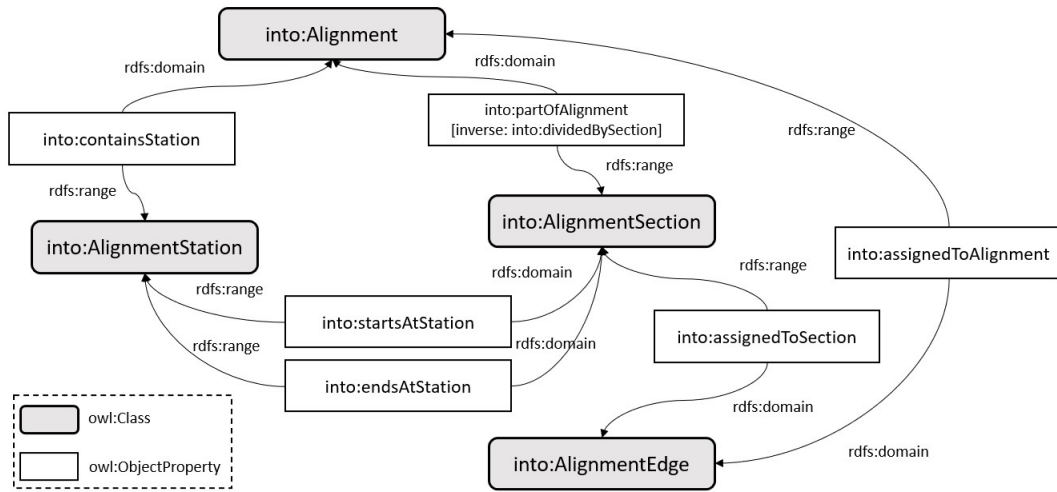 into:Alignment
rdfs:domain
rdfs:domain
into:partOfAlignment
[inverse: into:dividedBySection]
into:containsStation
rdfs:range
rdfs:range
rdfs:range
into:AlignmentStation
into:AlignmentSection
into:assignedToAlignment
rdfs:domain
rdfs:range
rdfs:range
into:startsAtStation
into:assignedToSection
rdfs:range
rdfs:domain
into:endsAtStation
rdfs:domain
owl:Class
rdfs:domain
into:AlignmentEdge
owl:ObjectProperty